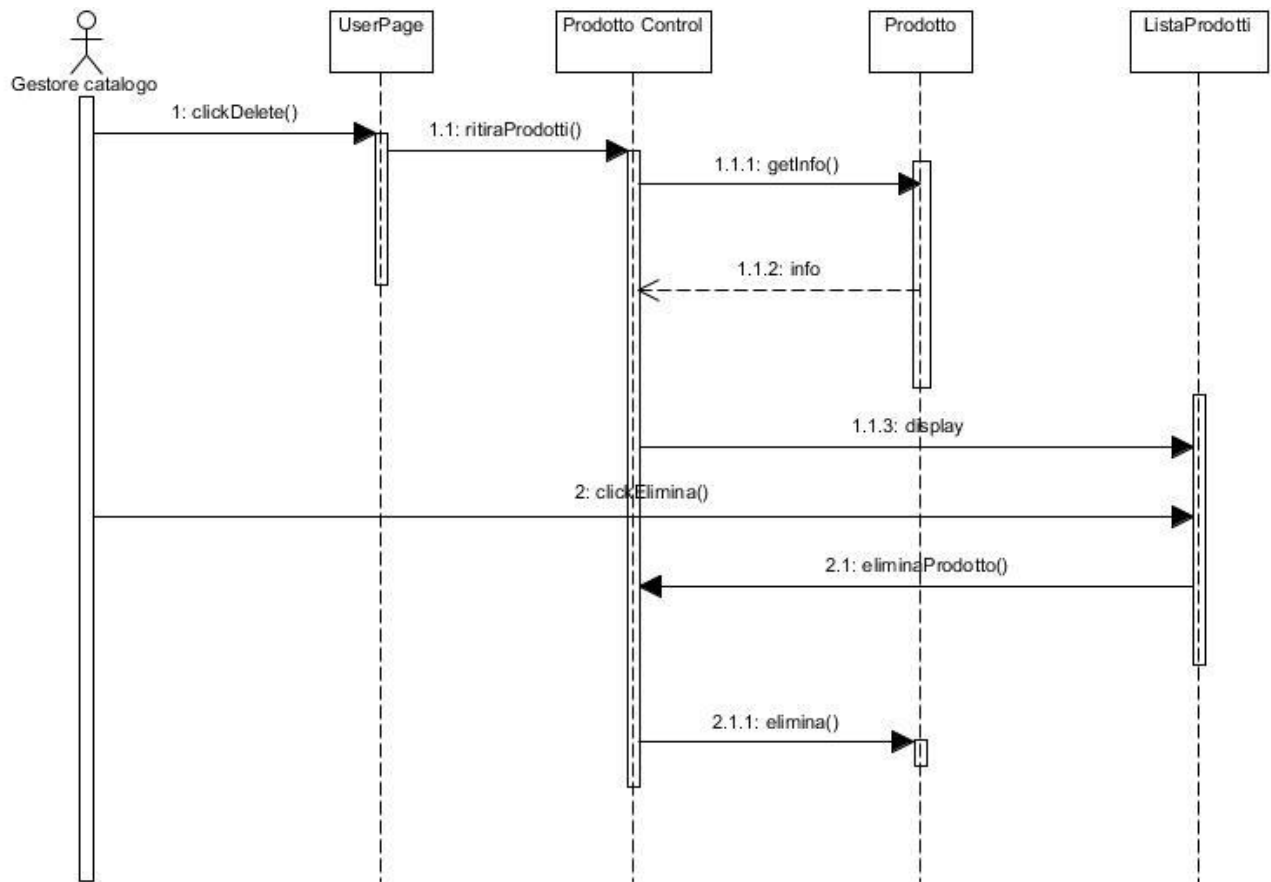 UserPage
Prodotto Control
Prodotto
ListaProdotti
Gestore catalogo
1: clickDelete()
1.1: ritiraProdotti()
1.1.1: getInfo()
1.1.2: info
1.1.3: display
2: clickElimina()
2.1: eliminaProdotto()
2.1.1: elimina()